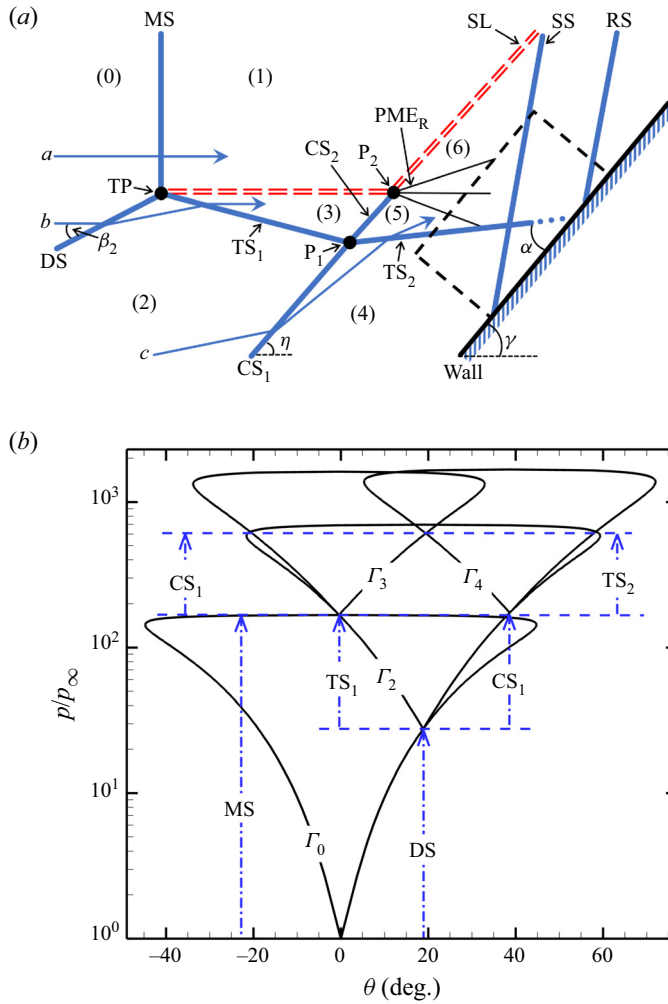 (a)
MS
SL
SS
RS
(0)
(1)
PME_R
(6)
a
CS_2
P_2
TP
(3)
(5)
b
β_2
TS_1
P_1
TS_2
α
DS
(2)
(4)
c
η
γ
CS_1
Wall
(b)
10^3
CS_1
Γ_3
Γ_4
TS_2
p/p_∞
10^2
TS_1
Γ_2
CS_1
10^1
MS
Γ_0
DS
10^0
−40
−20
0
20
40
60
θ (deg.)